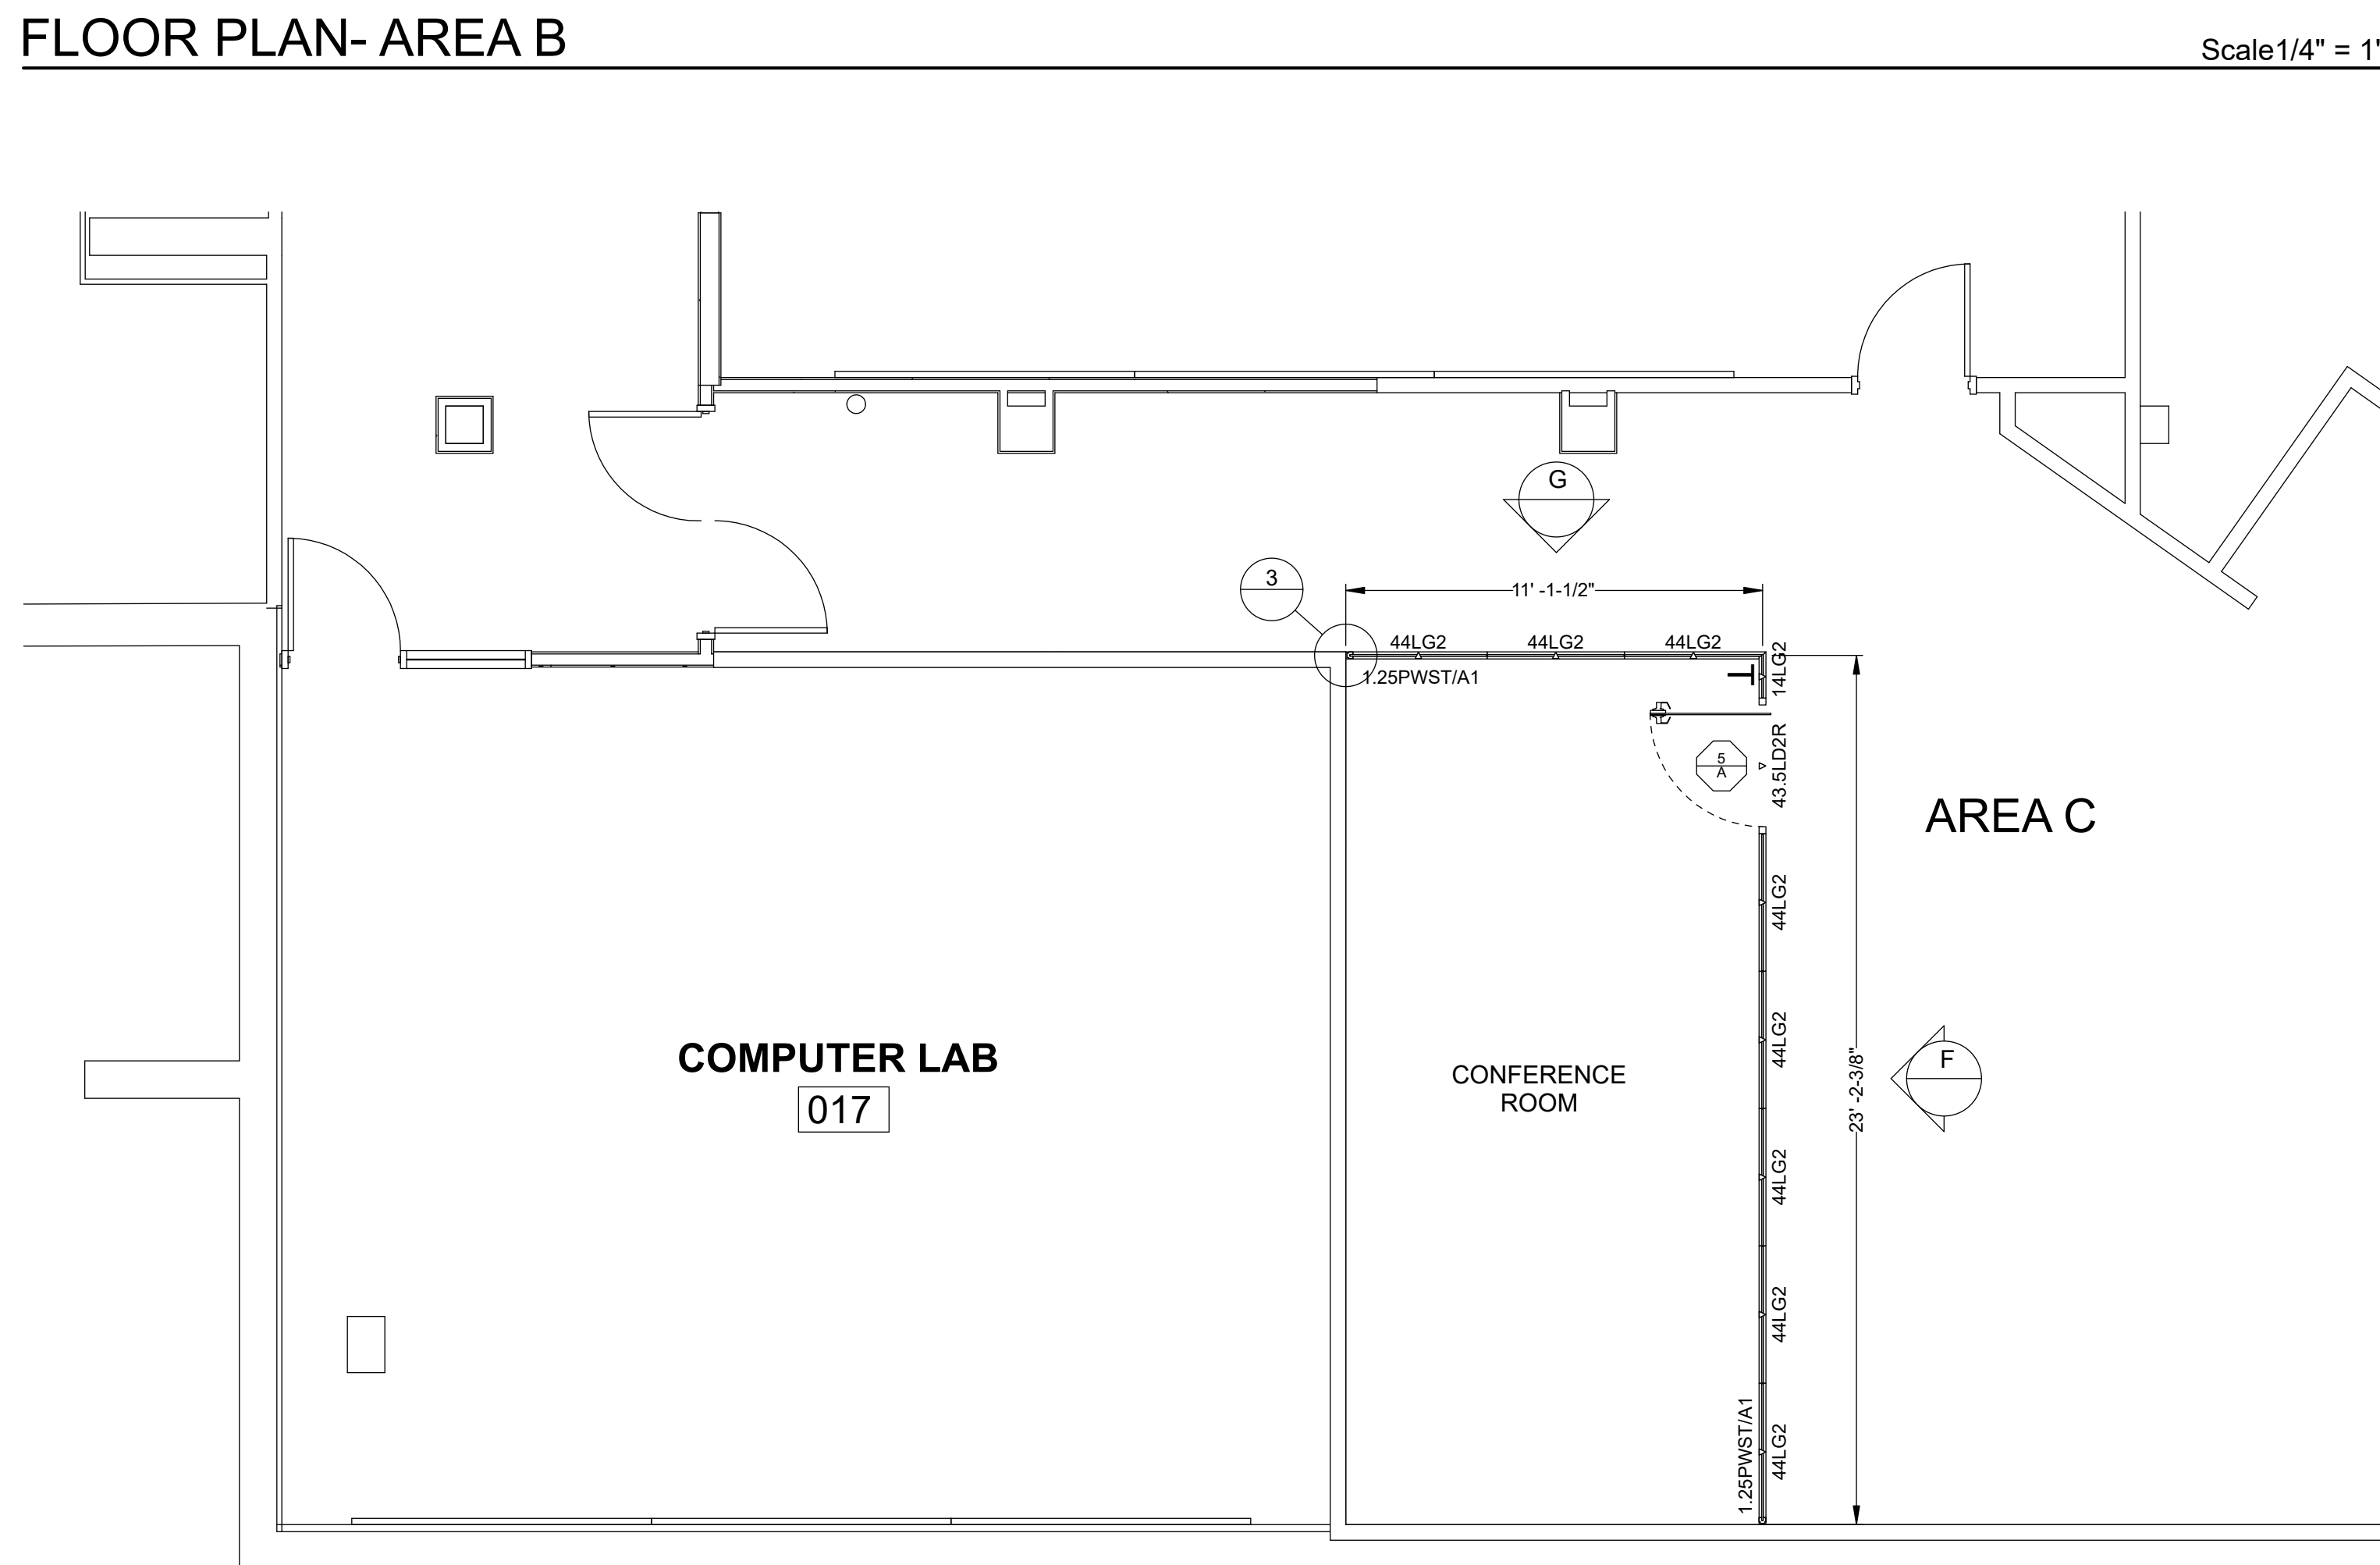 FLOOR PLAN- AREA B
Scale1/4" = 1'
G
3
11' -1-1/2"
44LG2 44LG2 44LG2
14LG2
1.25PWST/A1
5
A
43.5LD2R
AREA C
44LG2
44LG2
COMPUTER LAB
017
CONFERENCE
ROOM
23' -2-3/8"
F
44LG2
44LG2
1.25PWST/A1
44LG2